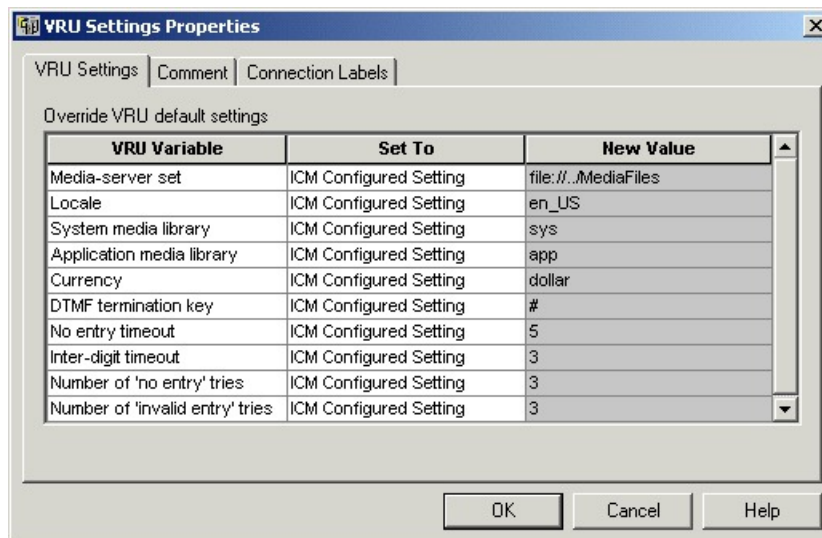 VRU Settings Properties
VRU Settings Comment Connection Labels
Override VRU default settings
VRU Variable Set To New Value
Media-server set ICM Configured Setting file://../MediaFiles
Locale ICM Configured Setting en_US
System media library ICM Configured Setting sys
Application media library ICM Configured Setting app
Currency ICM Configured Setting dollar
DTMF termination key ICM Configured Setting #
No entry timeout ICM Configured Setting 5
Inter-digit timeout ICM Configured Setting 3
Number of 'no entry' tries ICM Configured Setting 3
Number of 'invalid entry' tries ICM Configured Setting 3
OK Cancel Help